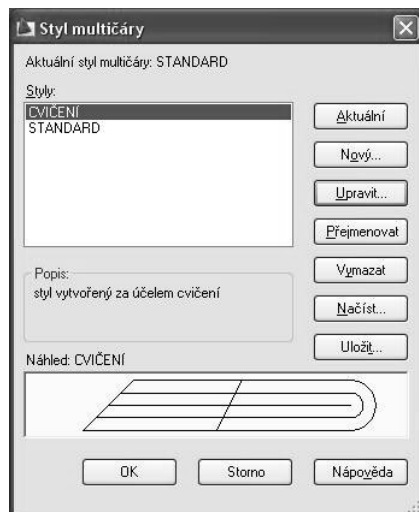 Styl multičáry
Aktuální styl multičáry: STANDARD
Styly:
CVIČENÍ
STANDARD
Aktuální
Nový...
Upravit...
Přejmenovat
Vymazat
Načíst...
Uložit...
Popis:
styl vytvořený za účelem cvičení
Náhled: CVIČENÍ
OK
Storno
Nápověda